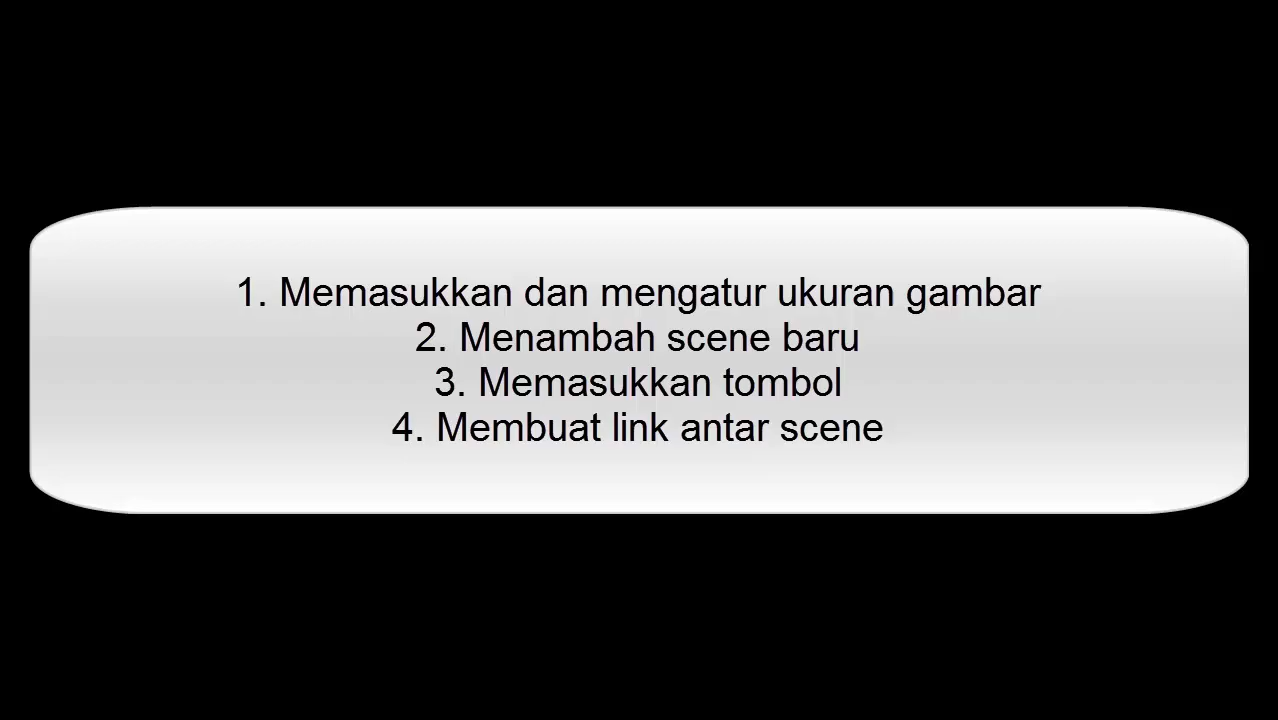 1. Memasukkan dan mengatur ukuran gambar
2. Menambah scene baru
3. Memasukkan tombol
4. Membuat link antar scene